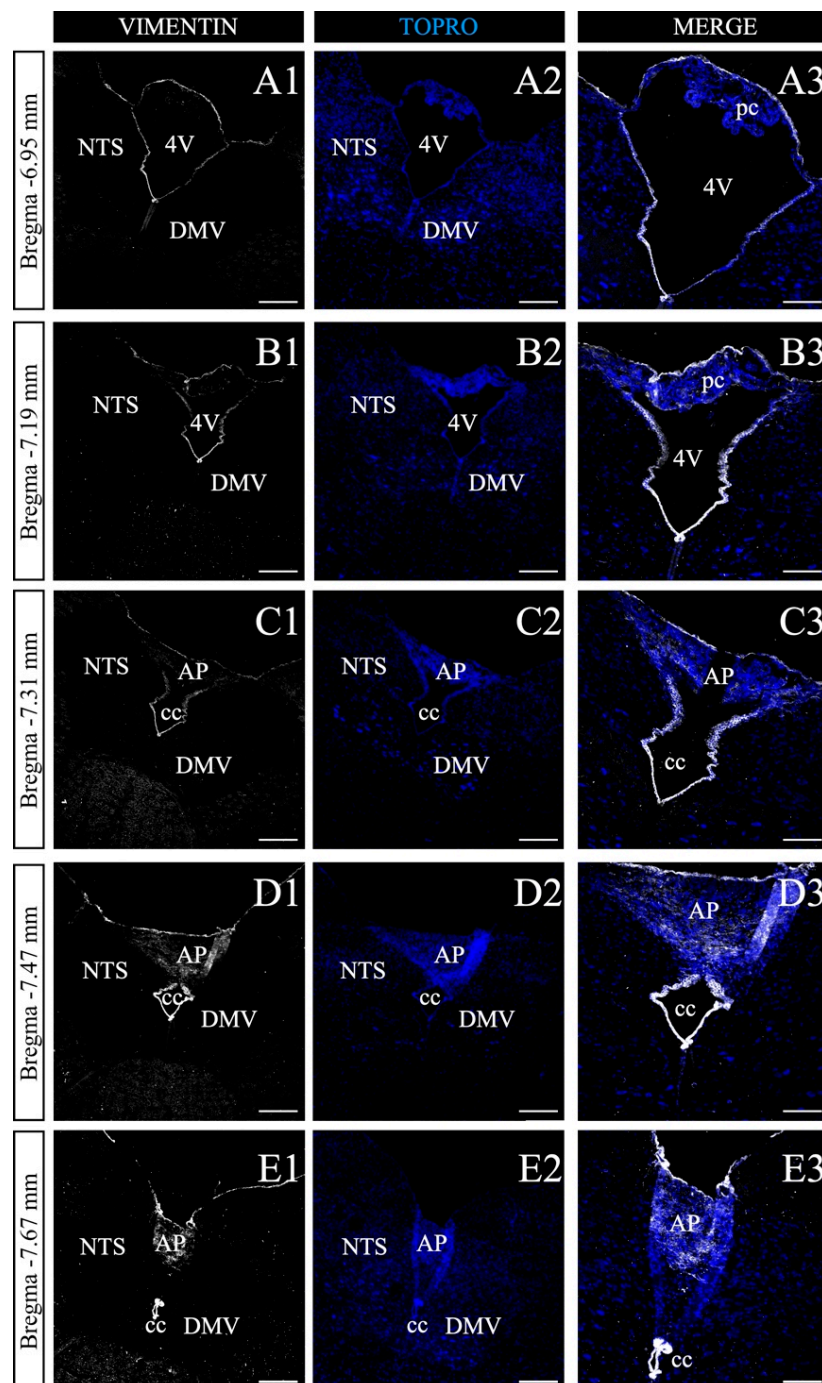 VIMENTIN TOPRO MERGE
Bregma -6.95 mm
A1 A2 A3
pc
NTS 4V NTS 4V
4V
DMV DMV
Bregma -7.19 mm
B1 B2 B3
pc
NTS NTS
4V 4V 4V
DMV DMV
Bregma -7.31 mm
C1 C2 C3
NTS AP NTS AP AP
cc cc cc
DMV DMV
Bregma -7.47 mm
D1 D2 D3
AP
NTS AP NTS AP
cc cc cc
DMV DMV
Bregma -7.67 mm
E1 E2 E3
AP
NTS AP NTS AP
cc DMV cc DMV cc